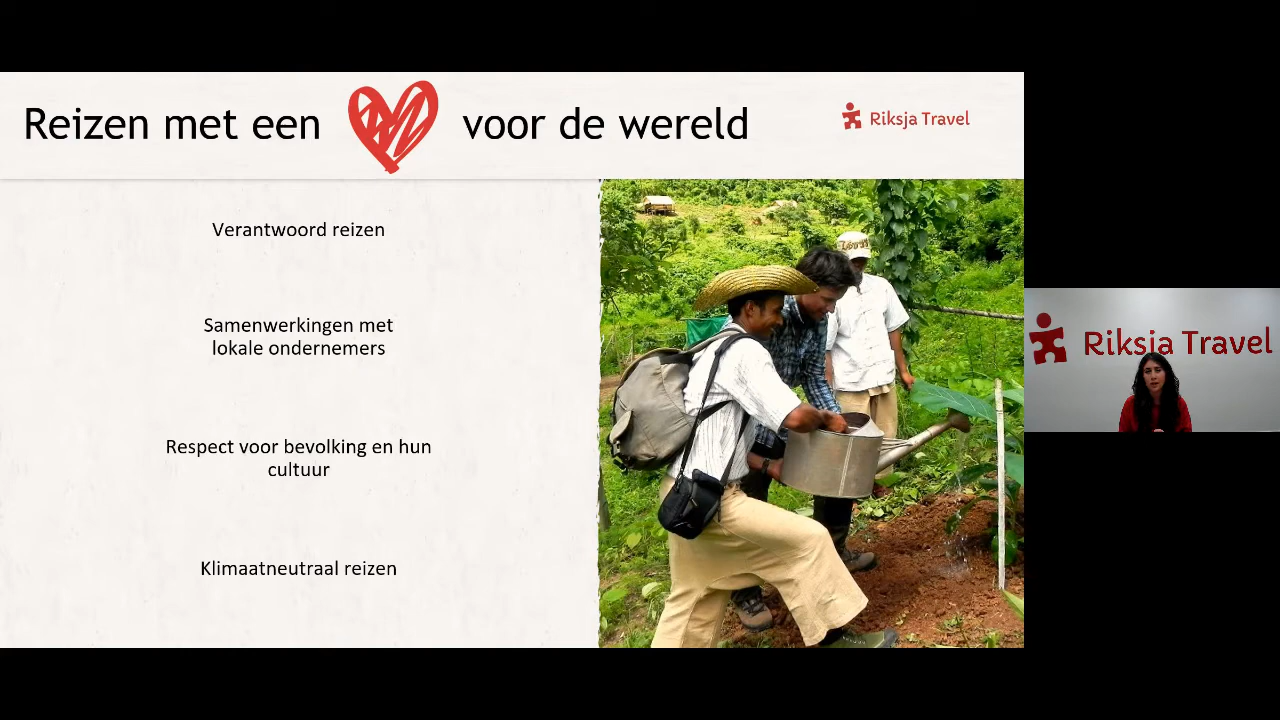 Reizen met een voor de wereld
Riksja Travel
Verantwoord reizen
Samenwerkingen met
lokale ondernemers
Respect voor bevolking en hun
cultuur
Klimaatneutraal reizen
Riksja Travel